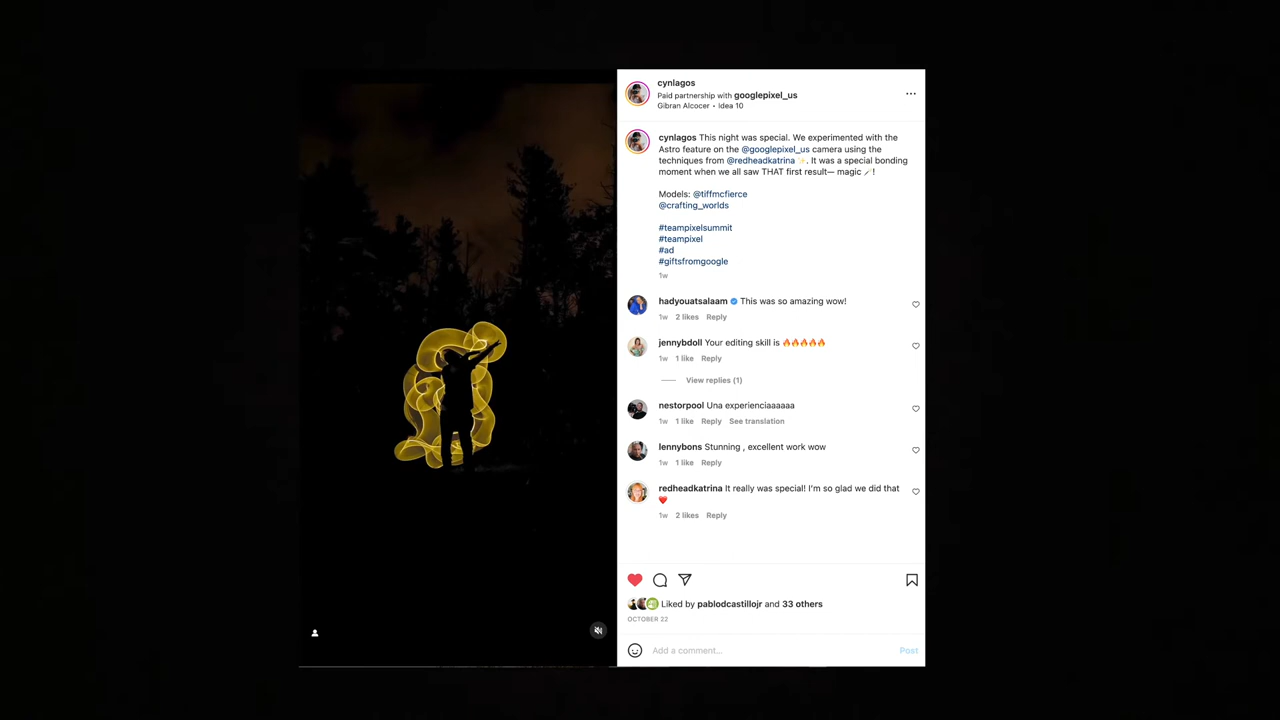 cynlagos
Paid partnership with googlepixel_us
Gibran Alcocer • Idea 10
cynlagos This night was special. We experimented with the
Astro feature on the @googlepixel_us camera using the
techniques from @redheadkatrina ✨. It was a special bonding
moment when we all saw THAT first result— magic 🪄!
Models: @tiffmcfierce
@crafting_worlds
#teampixelsummit
#teampixel
#ad
#giftsfromgoogle
1w
hadyouatsalaam This was so amazing wow!
1w 2 likes Reply
jennybdoll Your editing skill is 🔥🔥🔥🔥🔥
1w 1 like Reply
View replies (1)
nestorpool Una experienciaaaaaa
1w 1 like Reply See translation
lennybons Stunning , excellent work wow
1w 1 like Reply
redheadkatrina It really was special! I'm so glad we did that
❤️
1w 2 likes Reply
Liked by pablodcastillojr and 33 others
OCTOBER 22
Add a comment... Post